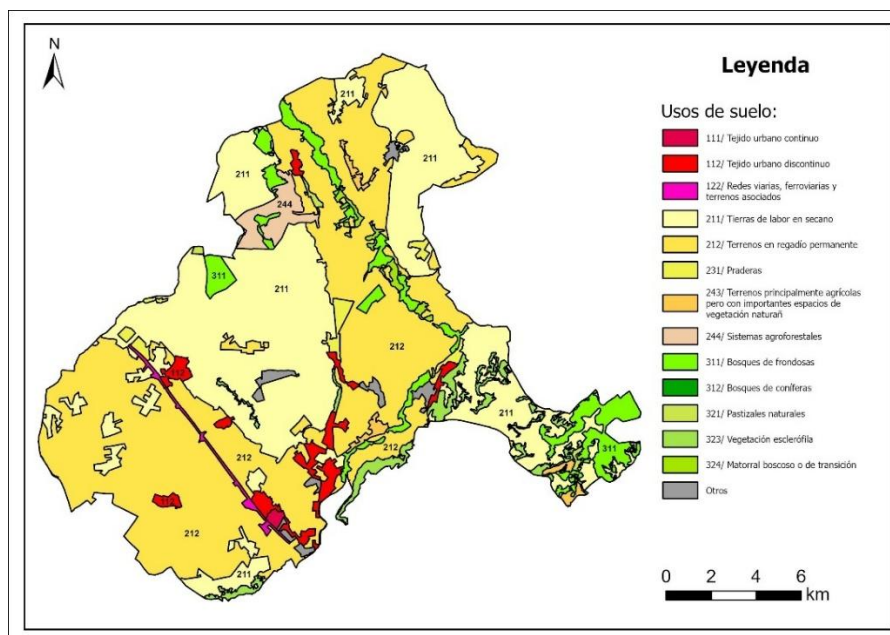 N
Leyenda
Usos de suelo:
111/ Tejido urbano continuo
112/ Tejido urbano discontinuo
122/ Redes viarias, ferroviarias y
terrenos asociados
211/ Tierras de labor en secano
212/ Terrenos en regadío permanente
231/ Praderas
243/ Terrenos principalmente agrícolas
pero con importantes espacios de
vegetación naturañ
244/ Sistemas agroforestales
311/ Bosques de frondosas
312/ Bosques de coníferas
321/ Pastizales naturales
323/ Vegetación esclerófila
324/ Matorral boscoso o de transición
Otros
0 2 4 6
km
211
211
211
244
311
211
212
112
211
212
212
311
212
211